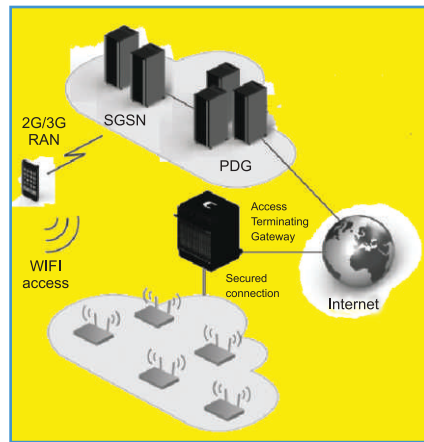 SGSN
2G/3G
RAN
PDG
Access
Terminating
Gateway
WIFI
access
Secured
connection
Internet